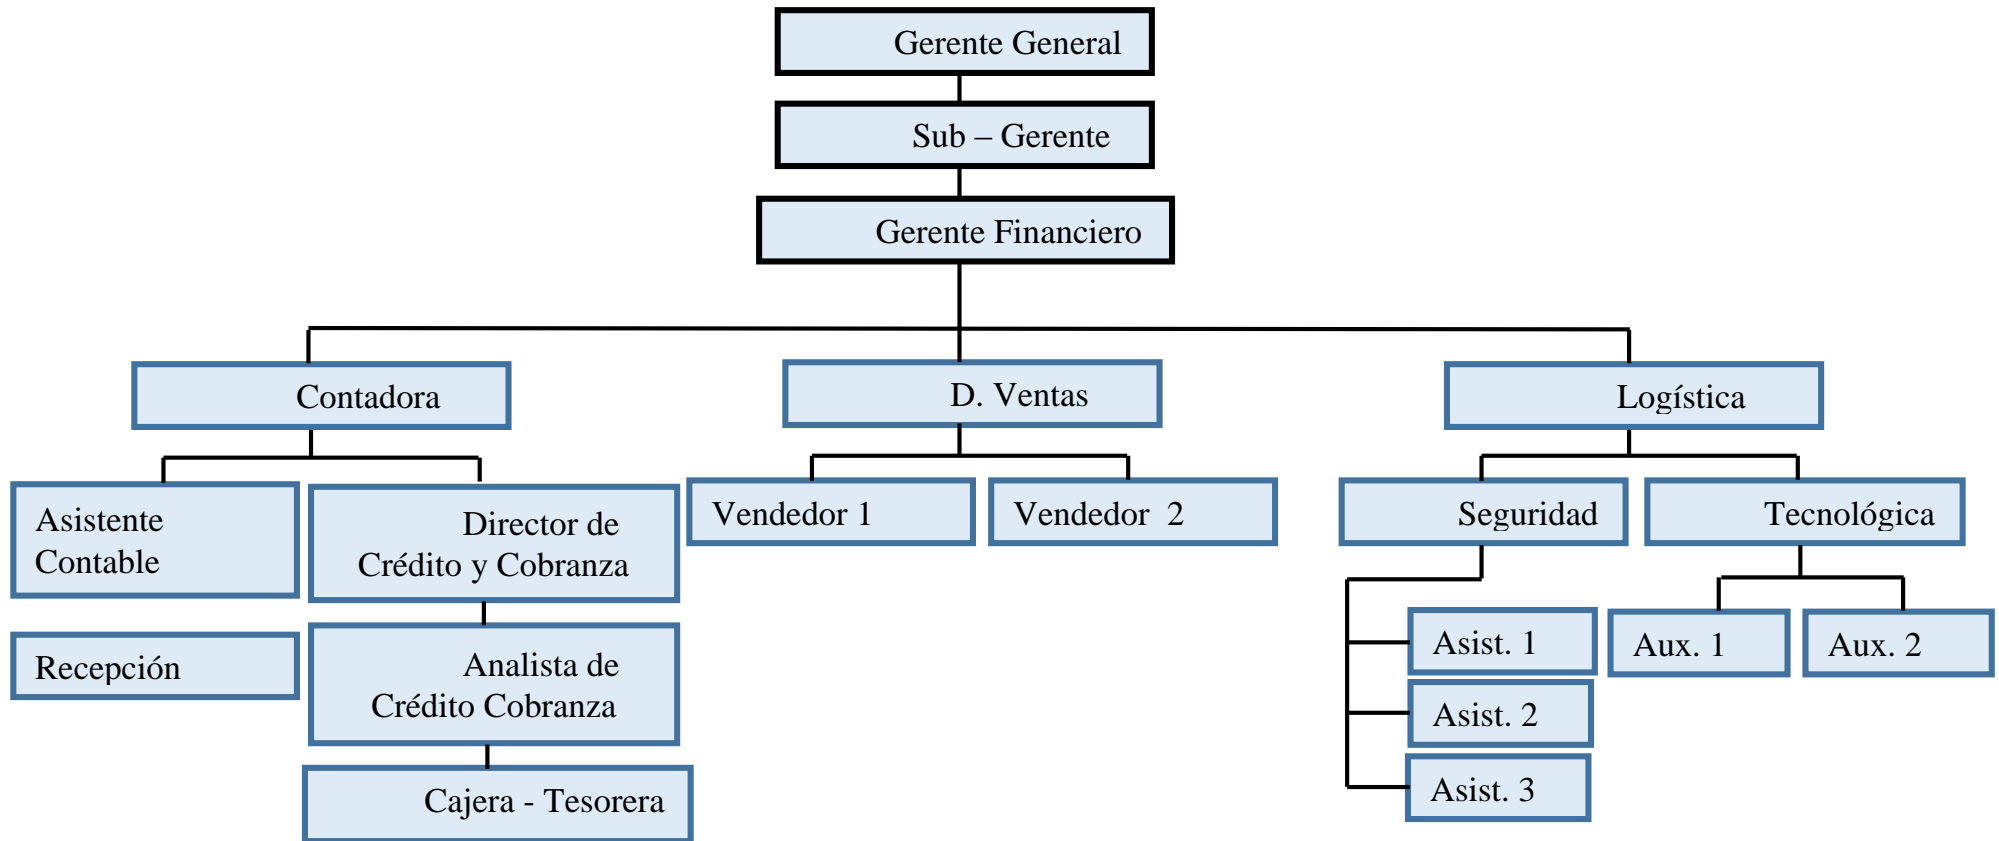 Gerente General
Sub – Gerente
Gerente Financiero
Contadora
D. Ventas
Logística
Asistente
Contable
Director de
Crédito y Cobranza
Vendedor 1
Vendedor 2
Seguridad
Tecnológica
Recepción
Analista de
Crédito Cobranza
Asist. 1
Aux. 1
Aux. 2
Asist. 2
Cajera - Tesorera
Asist. 3